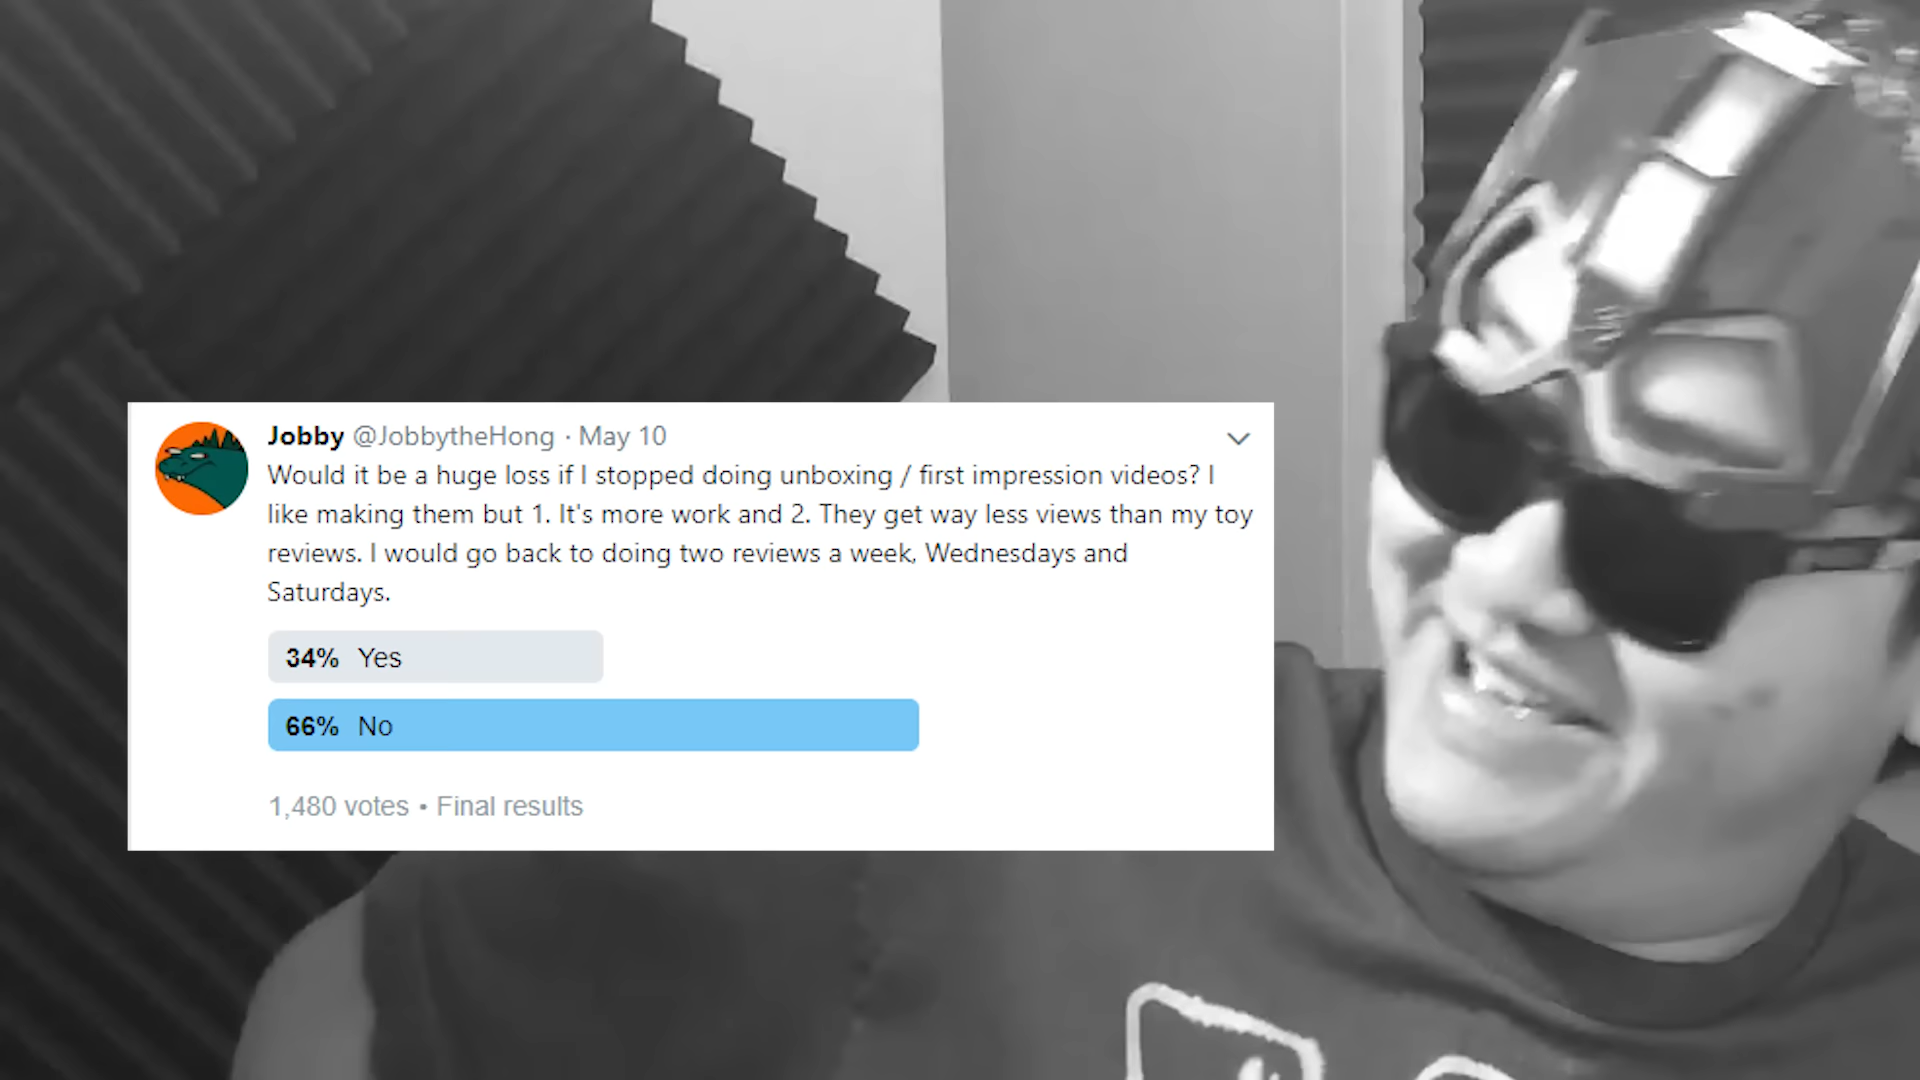 Jobby @JobbytheHong · May 10
Would it be a huge loss if I stopped doing unboxing / first impression videos? I
like making them but 1. It's more work and 2. They get way less views than my toy
reviews. I would go back to doing two reviews a week, Wednesdays and
Saturdays.
34% Yes
66% No
1,480 votes • Final results